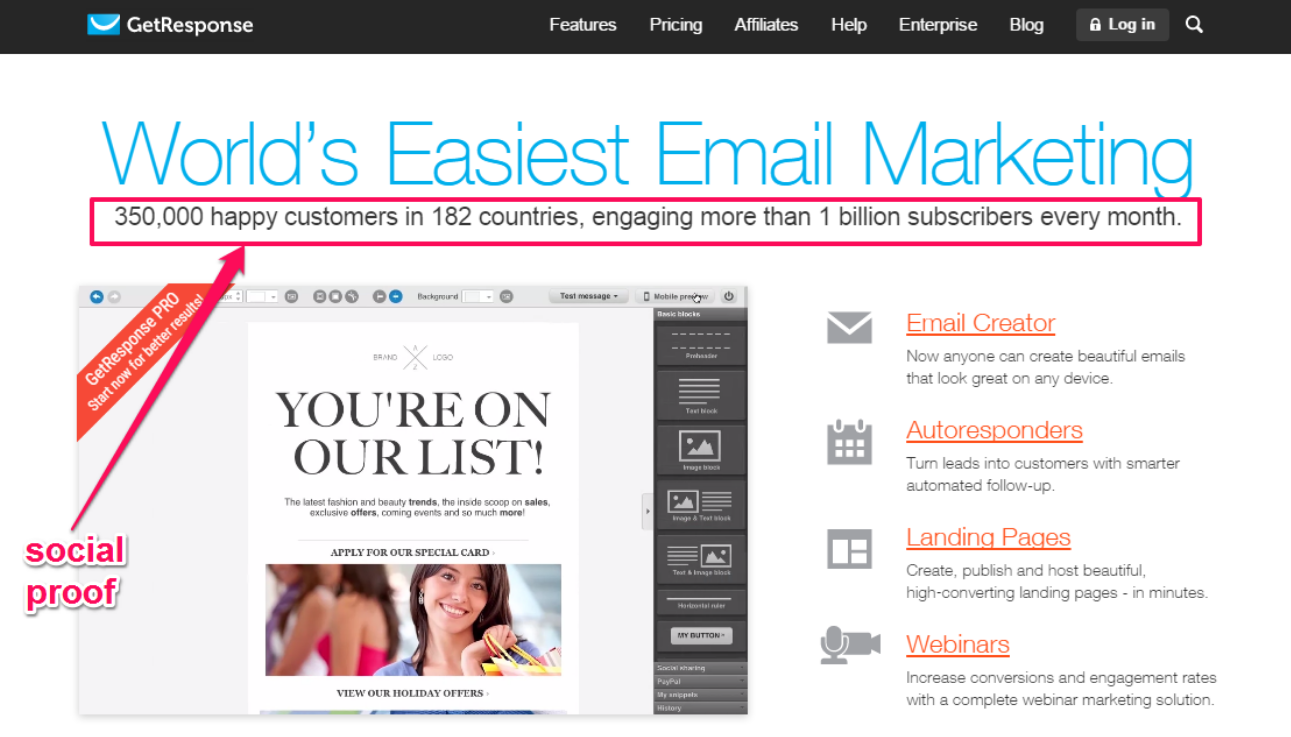 GetResponse
Features Pricing Affiliates Help Enterprise Blog Log in
World's Easiest Email Marketing
350,000 happy customers in 182 countries, engaging more than 1 billion subscribers every month.
GetResponse PRO
Start now for better results!
px
Background
Test message
Mobile preview
BRAND LOGO
A
Z
YOU'RE ON
OUR LIST!
The latest fashion and beauty trends, the inside scoop on sales,
exclusive offers, coming events and so much more!
APPLY FOR OUR SPECIAL CARD ›
VIEW OUR HOLIDAY OFFERS ›
Basic blocks
Preheader
Text block
Image block
Image & Text block
Text & Image block
Horizontal ruler
MY BUTTON
Social sharing
PayPal
My snippets
History
social
proof
Email Creator
Now anyone can create beautiful emails
that look great on any device.
Autoresponders
Turn leads into customers with smarter
automated follow-up.
Landing Pages
Create, publish and host beautiful,
high-converting landing pages - in minutes.
Webinars
Increase conversions and engagement rates
with a complete webinar marketing solution.